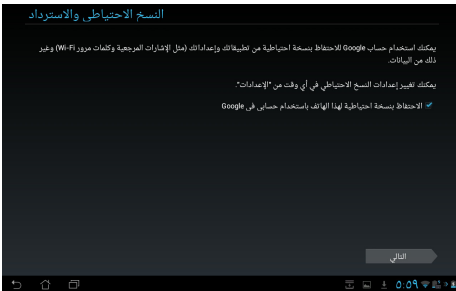 النسخ الاحتياطي والاسترداد
يمكنك استخدام حساب Google للاحتفاظ بنسخة احتياطية من تطبيقاتك وإعداداتك (مثل الإشارات المرجعية وكلمات مرور Wi-Fi) وغير
ذلك من البيانات.
يمكنك تغيير إعدادات النسخ الاحتياطي في أي وقت من "الإعدادات".
الاحتفاظ بنسخة احتياطية لهذا الهاتف باستخدام حسابي في Google
التالي
٥:٥٩